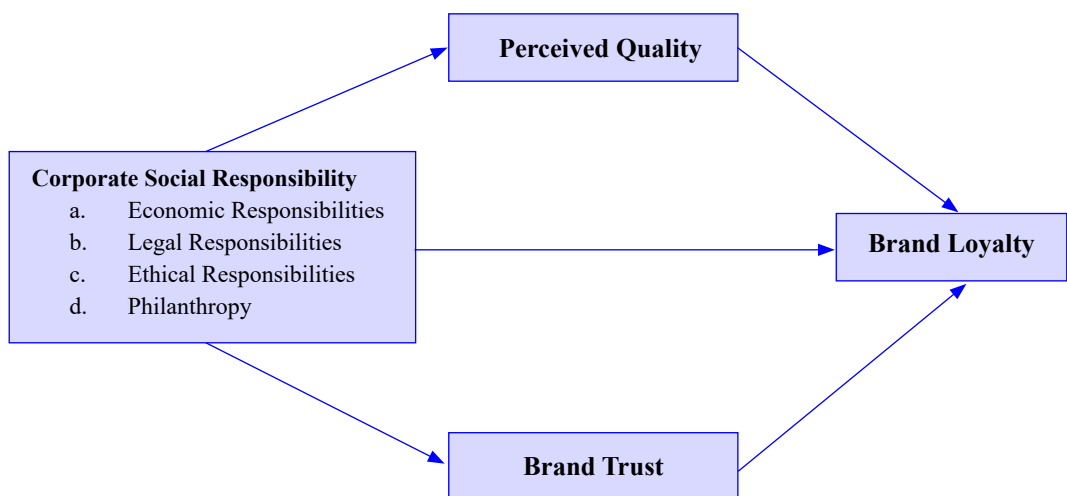 Perceived Quality
Corporate Social Responsibility
a. Economic Responsibilities
b. Legal Responsibilities
c. Ethical Responsibilities
d. Philanthropy
Brand Loyalty
Brand Trust